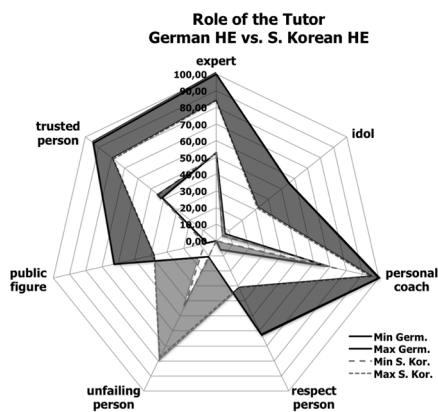 Role of the Tutor
German HE vs. S. Korean HE
expert
100,00
90,00
80,00
70,00
60,00
50,00
40,00
30,00
20,00
10,00
0,00
idol
trusted
person
personal
coach
public
figure
unfailing
person
respect
person
Min Germ.
Max Germ.
Min S. Kor.
Max S. Kor.